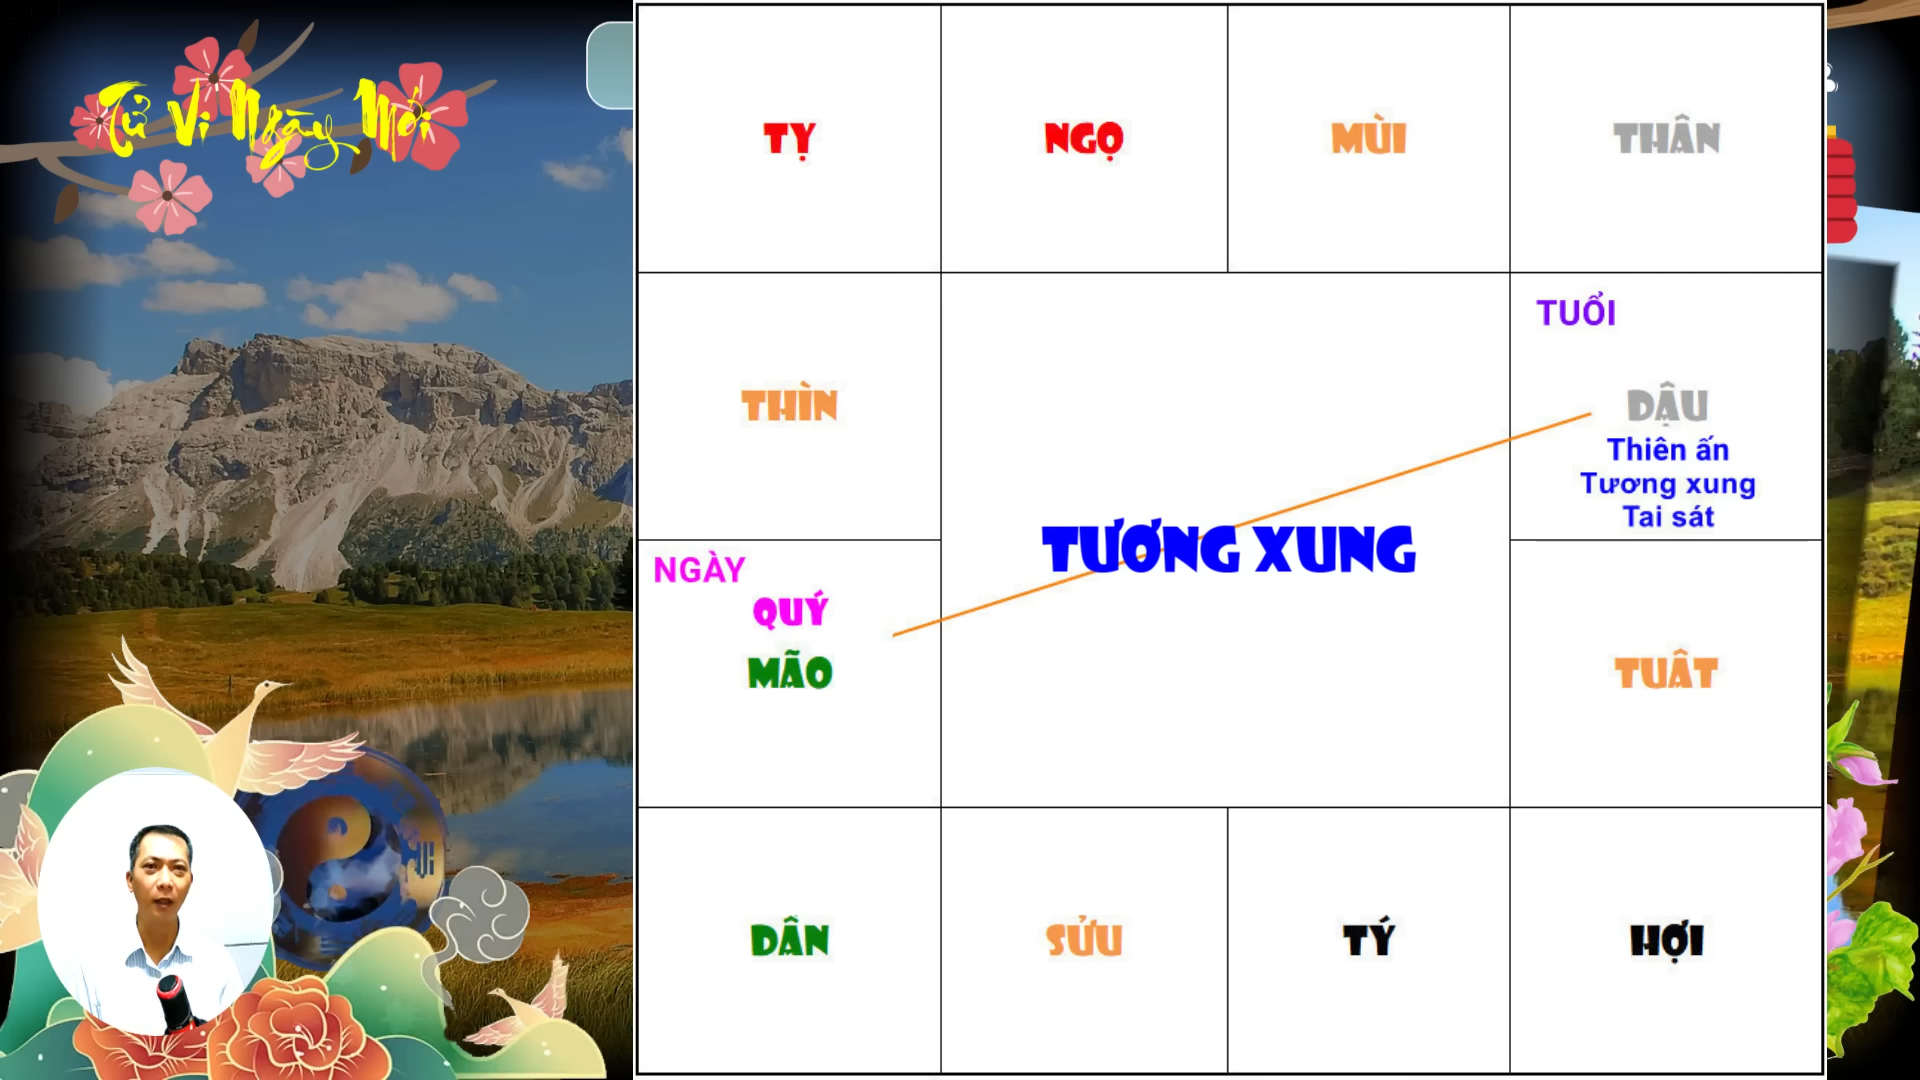 Tử Vi Ngày Mới
TỴ
NGỌ
MÙI
THÂN
THÌN
TUỔI
DẬU
Thiên ấn
Tương xung
Tai sát
TƯƠNG XUNG
NGÀY
QUÝ
MÃO
TUẤT
DẦN
SỬU
TÝ
HỢI